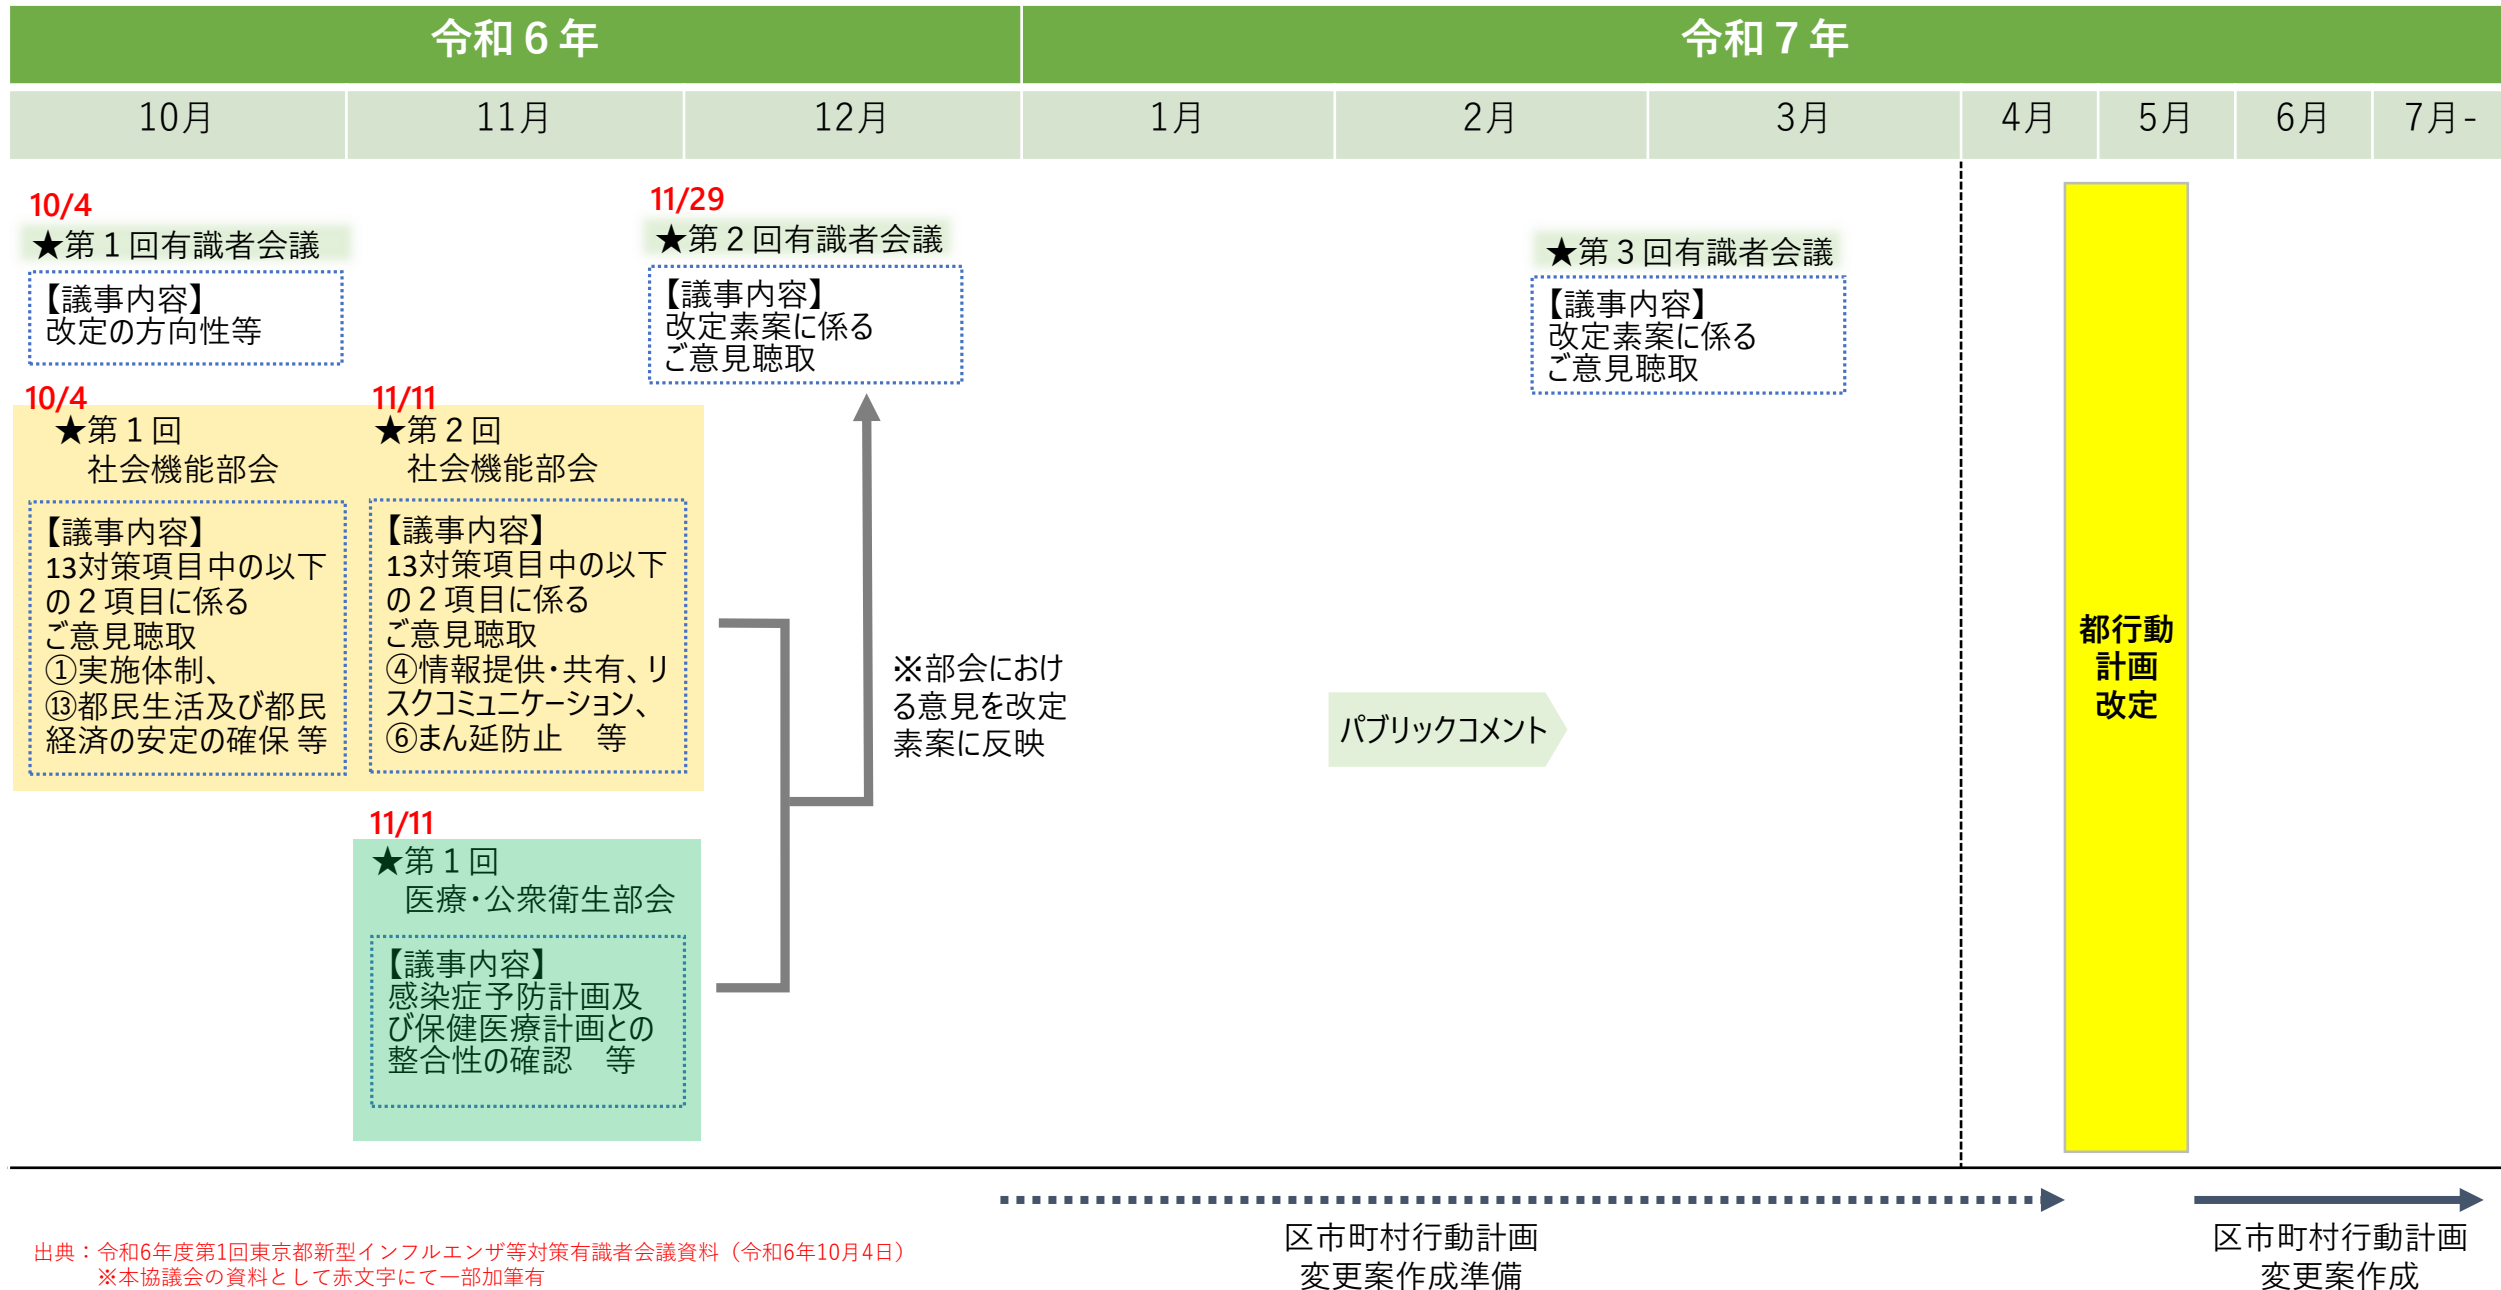 令和６年
令和７年
10月
11月
12月
1月
2月
3月
4月
5月
6月
7月-
10/4
★第１回有識者会議
【議事内容】
改定の方向性等
11/29
★第２回有識者会議
【議事内容】
改定素案に係る
ご意見聴取
★第３回有識者会議
【議事内容】
改定素案に係る
ご意見聴取
10/4
★第１回
社会機能部会
【議事内容】
13対策項目中の以下
の２項目に係る
ご意見聴取
①実施体制、
⑬都民生活及び都民
経済の安定の確保 等
11/11
★第２回
社会機能部会
【議事内容】
13対策項目中の以下
の２項目に係る
ご意見聴取
④情報提供・共有、リ
スクコミュニケーション、
⑥まん延防止　等
11/11
★第１回
医療・公衆衛生部会
【議事内容】
感染症予防計画及
び保健医療計画との
整合性の確認　等
※部会におけ
る意見を改定
素案に反映
パブリックコメント
都行動
計画
改定
区市町村行動計画
変更案作成準備
区市町村行動計画
変更案作成
出典：令和6年度第1回東京都新型インフルエンザ等対策有識者会議資料（令和6年10月4日）
※本協議会の資料として赤文字にて一部加筆有